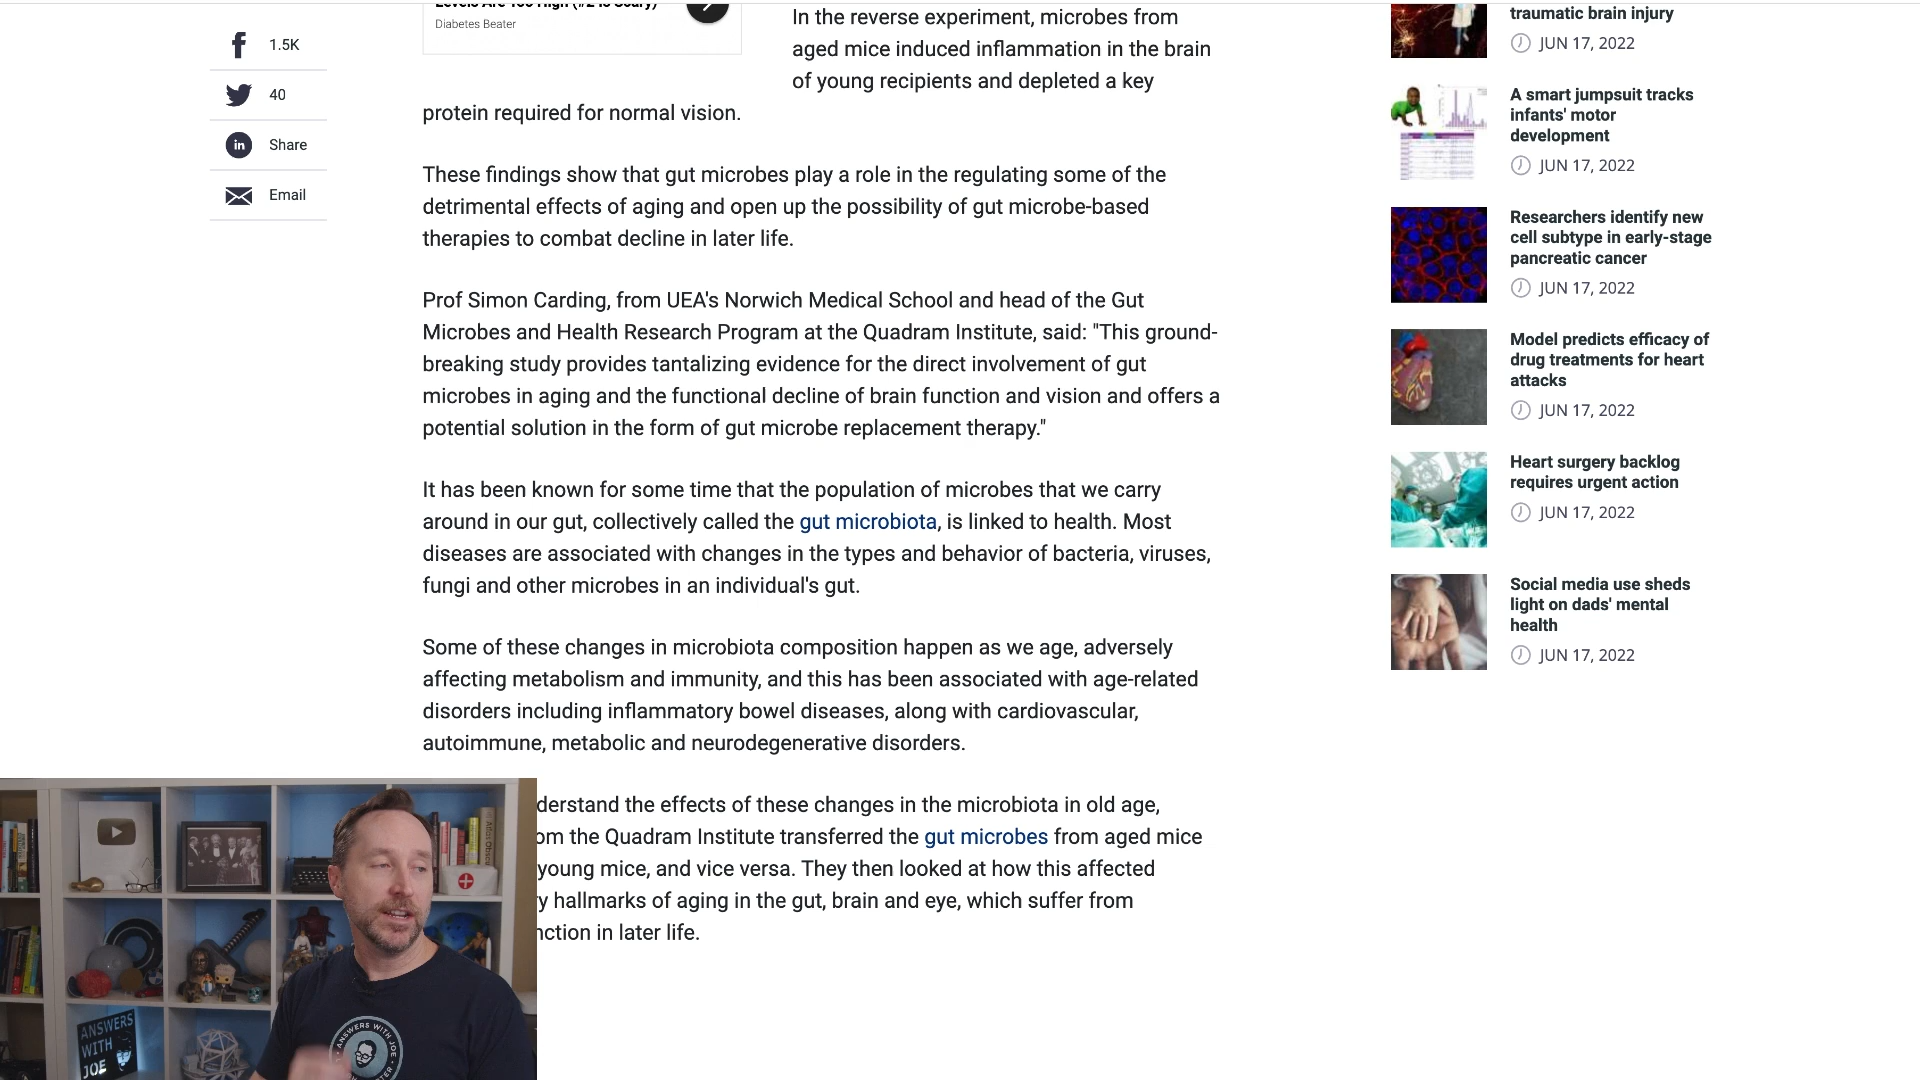 Diabetes Beater
1.5K
40
Share
Email
In the reverse experiment, microbes from
aged mice induced inflammation in the brain
of young recipients and depleted a key
protein required for normal vision.
These findings show that gut microbes play a role in the regulating some of the
detrimental effects of aging and open up the possibility of gut microbe-based
therapies to combat decline in later life.
Prof Simon Carding, from UEA's Norwich Medical School and head of the Gut
Microbes and Health Research Program at the Quadram Institute, said: "This ground-
breaking study provides tantalizing evidence for the direct involvement of gut
microbes in aging and the functional decline of brain function and vision and offers a
potential solution in the form of gut microbe replacement therapy."
It has been known for some time that the population of microbes that we carry
around in our gut, collectively called the gut microbiota, is linked to health. Most
diseases are associated with changes in the types and behavior of bacteria, viruses,
fungi and other microbes in an individual's gut.
Some of these changes in microbiota composition happen as we age, adversely
affecting metabolism and immunity, and this has been associated with age-related
disorders including inflammatory bowel diseases, along with cardiovascular,
autoimmune, metabolic and neurodegenerative disorders.
derstand the effects of these changes in the microbiota in old age,
om the Quadram Institute transferred the gut microbes from aged mice
young mice, and vice versa. They then looked at how this affected
y hallmarks of aging in the gut, brain and eye, which suffer from
nction in later life.
traumatic brain injury
JUN 17, 2022
A smart jumpsuit tracks
infants' motor
development
JUN 17, 2022
Researchers identify new
cell subtype in early-stage
pancreatic cancer
JUN 17, 2022
Model predicts efficacy of
drug treatments for heart
attacks
JUN 17, 2022
Heart surgery backlog
requires urgent action
JUN 17, 2022
Social media use sheds
light on dads' mental
health
JUN 17, 2022
ANSWERS
WITH
JOE
ANSWERS WITH JOE